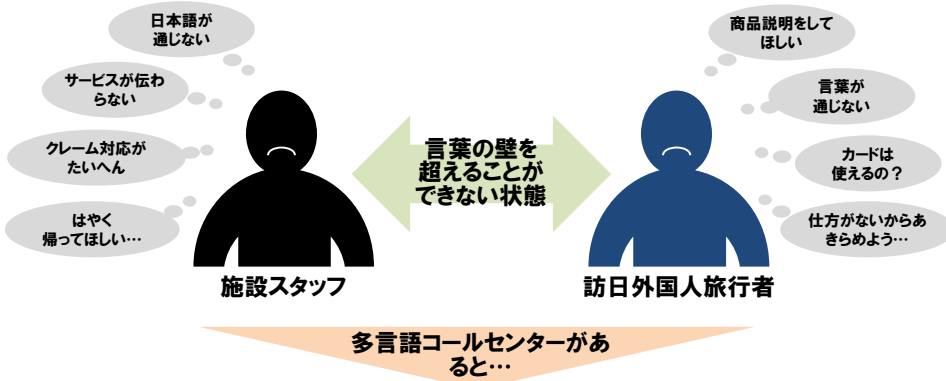 日本語が
通じない
サービスが伝わ
らない
クレーム対応が
たいへん
はやく
帰ってほしい…
施設スタッフ
言葉の壁を
超えることが
できない状態
商品説明をして
ほしい
言葉が
通じない
カードは
使えるの？
仕方がないからあ
きらめよう…
訪日外国人旅行者
多言語コールセンターがあ
ると…